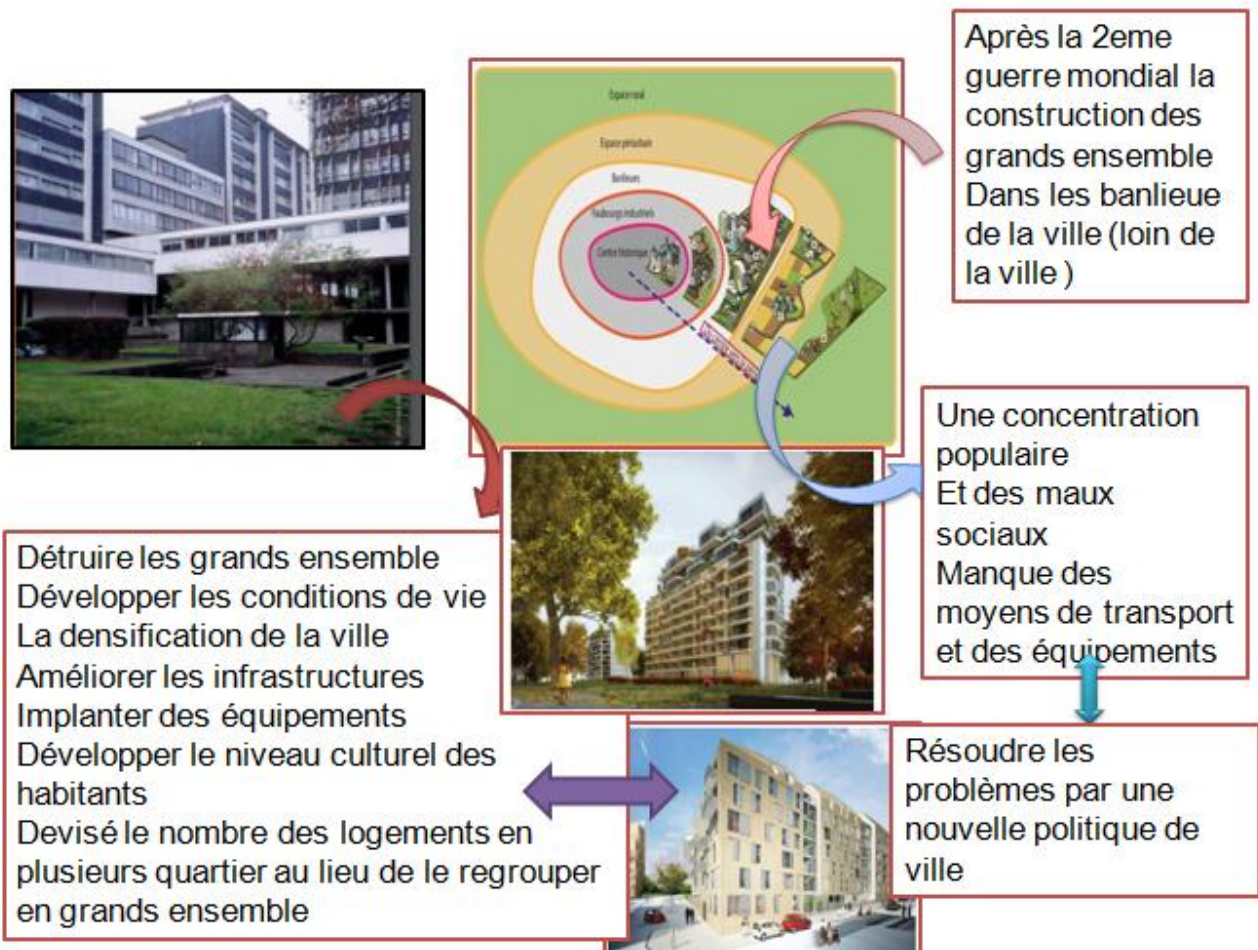 Après la 2eme
guerre mondial la
construction des
grands ensemble
Dans les banlieue
de la ville (loin de
la ville )
Espace rural
Espace périurbain
Banlieues
Faubourgs industriels
Centre historique
Une concentration
populaire
Et des maux
sociaux
Manque des
moyens de transport
et des équipements
Détruire les grands ensemble
Développer les conditions de vie
La densification de la ville
Améliorer les infrastructures
Implanter des équipements
Développer le niveau culturel des
habitants
Devisé le nombre des logements en
plusieurs quartier au lieu de le regrouper
en grands ensemble
Résoudre les
problèmes par une
nouvelle politique de
ville